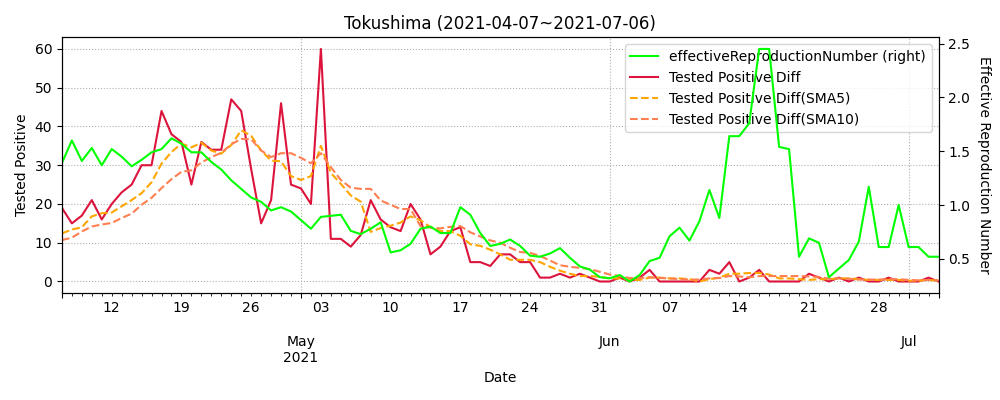 Tokushima (2021-04-07~2021-07-06)
effectiveReproductionNumber (right)
Tested Positive Diff
Tested Positive Diff(SMA5)
Tested Positive Diff(SMA10)
Tested Positive
60
50
40
30
20
10
0
2.5
2.0
1.5
1.0
0.5
Effective Reproduction Number
12 19 26 03 10 17 24 31 07 14 21 28
May Jun Jul
2021
Date